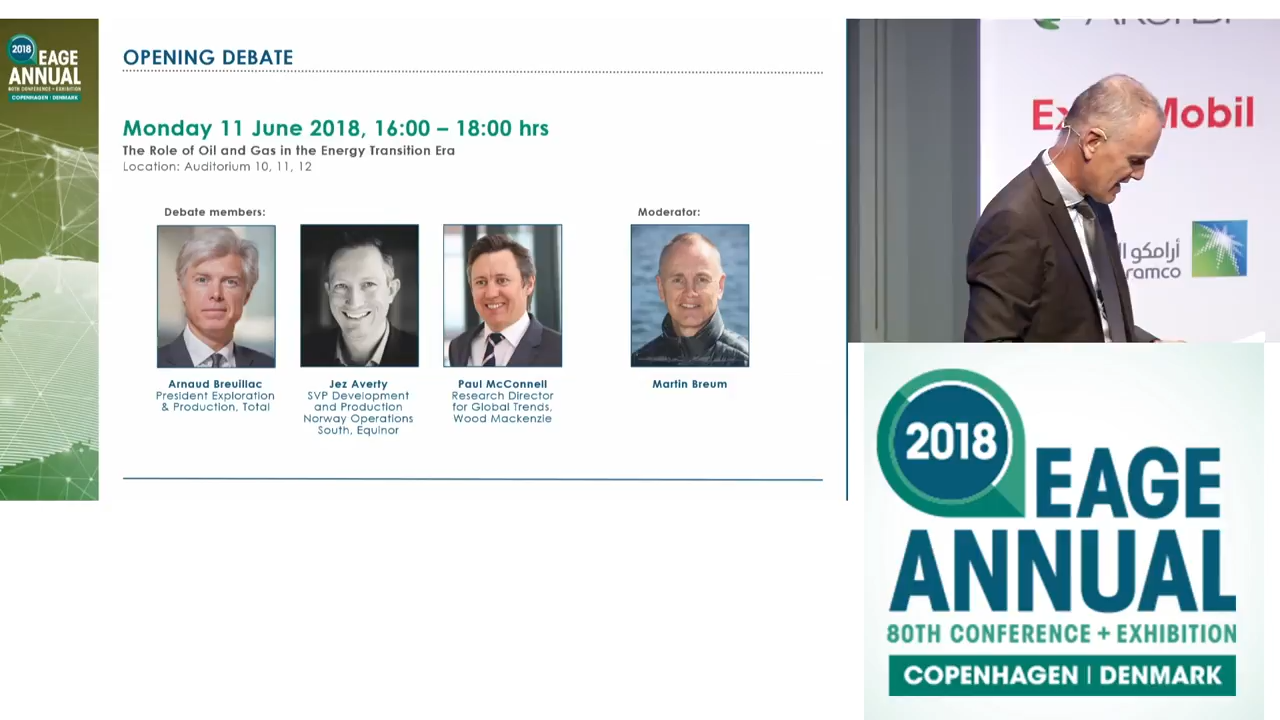 2018
EAGE
ANNUAL
80TH CONFERENCE + EXHIBITION
COPENHAGEN | DENMARK
OPENING DEBATE
Monday 11 June 2018, 16:00 – 18:00 hrs
The Role of Oil and Gas in the Energy Transition Era
Location: Auditorium 10, 11, 12
Debate members:
Moderator:
Arnaud Breuillac
President Exploration
& Production, Total
Jez Averty
SVP Development
and Production
Norway Operations
South, Equinor
Paul McConnell
Research Director
for Global Trends,
Wood Mackenzie
Martin Breum
Mobil
أرامكو
2018
EAGE
ANNUAL
80TH CONFERENCE + EXHIBITION
COPENHAGEN | DENMARK